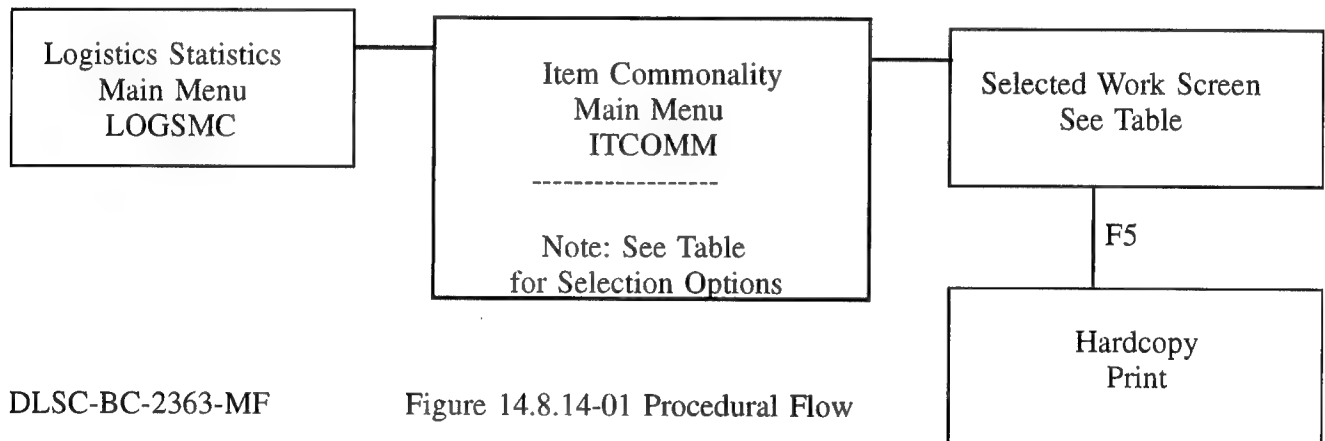 Logistics Statistics
Main Menu
LOGSMC
Item Commonality
Main Menu
ITCOMM
-------------------
Note: See Table
for Selection Options
Selected Work Screen
See Table
F5
Hardcopy
Print
DLSC-BC-2363-MF
Figure 14.8.14-01 Procedural Flow